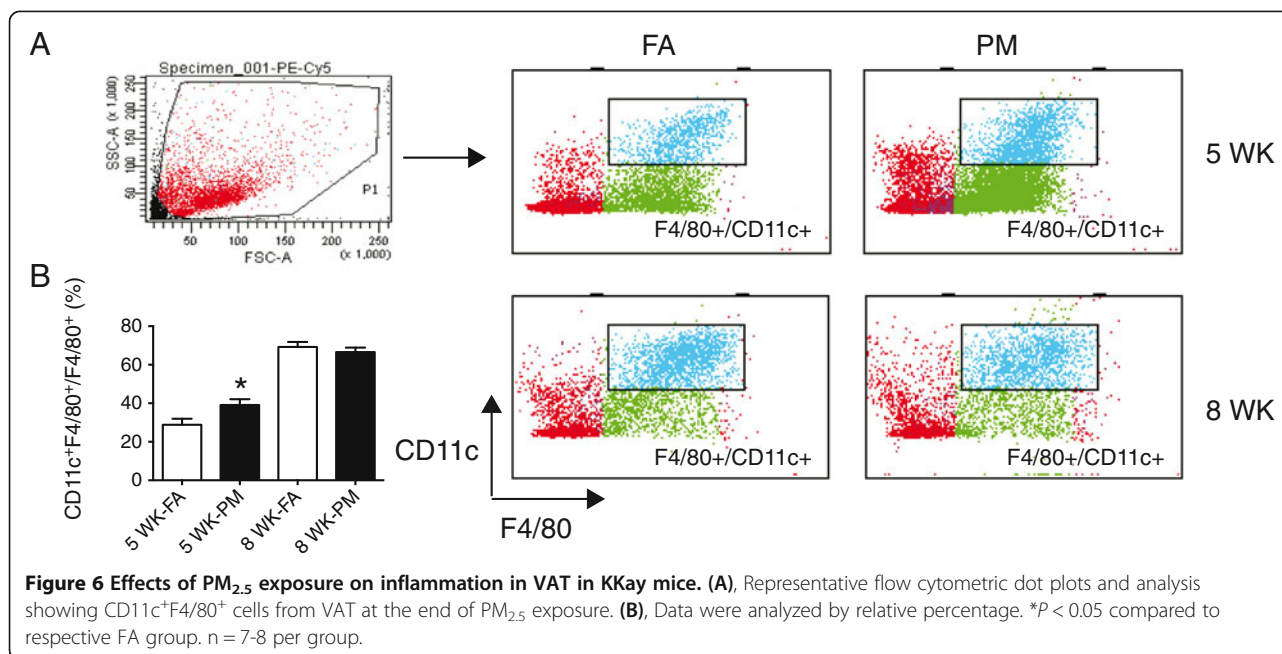 A
FA
PM
Specimen_001-PE-Cy5
SSC-A
(x 1,000)
50 100 150 200 250
P1
50 100 150 200 250
FSC-A
(x 1,000)
F4/80+/CD11c+
F4/80+/CD11c+
5 WK
B
CD11c⁺F4/80⁺/F4/80⁺ (%)
80
60
40
20
0
*
5 WK-FA
5 WK-PM
8 WK-FA
8 WK-PM
CD11c
F4/80
F4/80+/CD11c+
F4/80+/CD11c+
8 WK
Figure 6 Effects of PM₂.₅ exposure on inflammation in VAT in KKay mice. (A), Representative flow cytometric dot plots and analysis
showing CD11c⁺F4/80⁺ cells from VAT at the end of PM₂.₅ exposure. (B), Data were analyzed by relative percentage. *P < 0.05 compared to
respective FA group. n = 7-8 per group.